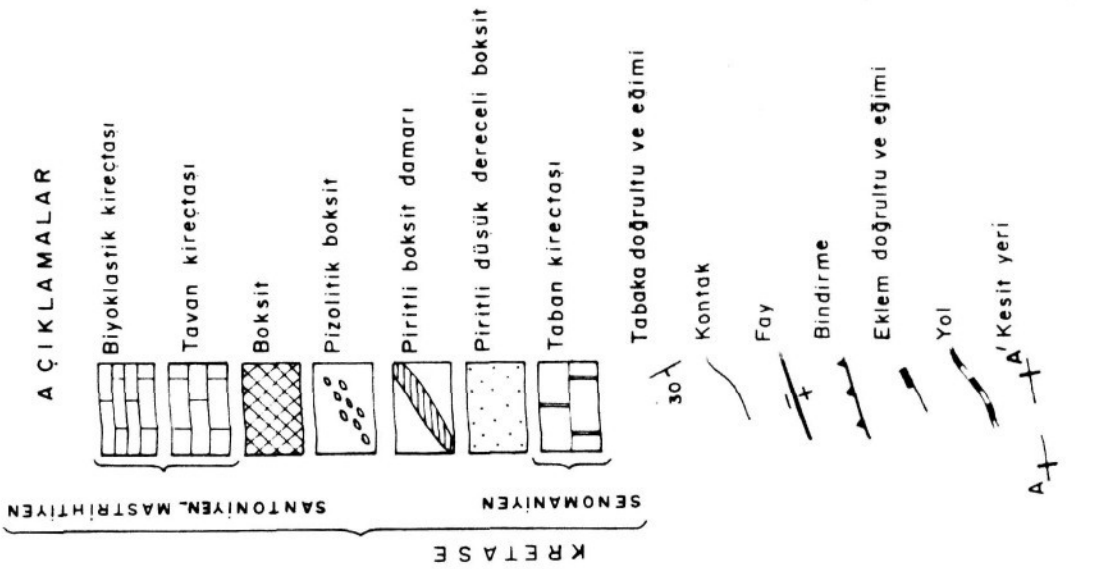 AÇIKLAMALAR
KRETASE
SANTONİYEN-MASTRİHTİYEN
Biyoklastik kireçtaşı
Tavan kireçtaşı
Boksit
Pizolitik boksit
Piritli boksit damarı
Piritli düşük dereceli boksit
SENOMANİYEN
Taban kireçtaşı
30 Tabaka doğrultu ve eğimi
Kontak
Fay
Bindirme
Eklem doğrultu ve eğimi
Yol
A A' Kesit yeri